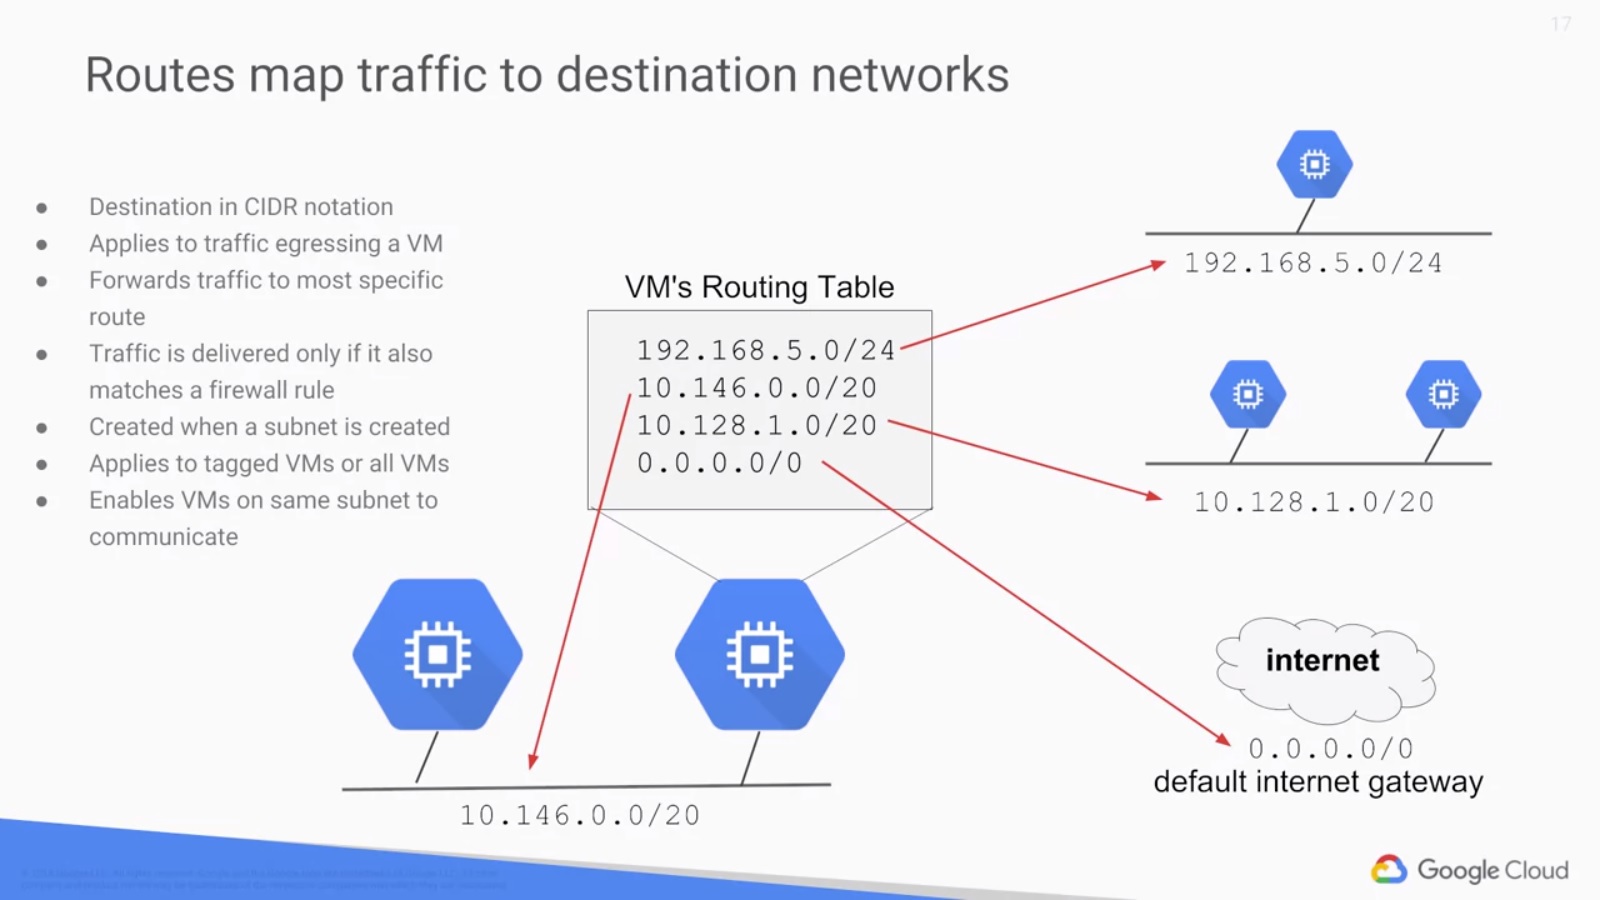 17
Routes map traffic to destination networks
● Destination in CIDR notation
● Applies to traffic egressing a VM
● Forwards traffic to most specific
route
● Traffic is delivered only if it also
matches a firewall rule
● Created when a subnet is created
● Applies to tagged VMs or all VMs
● Enables VMs on same subnet to
communicate
VM's Routing Table
192.168.5.0/24
10.146.0.0/20
10.128.1.0/20
0.0.0.0/0
192.168.5.0/24
10.128.1.0/20
internet
0.0.0.0/0
default internet gateway
10.146.0.0/20
Google Cloud